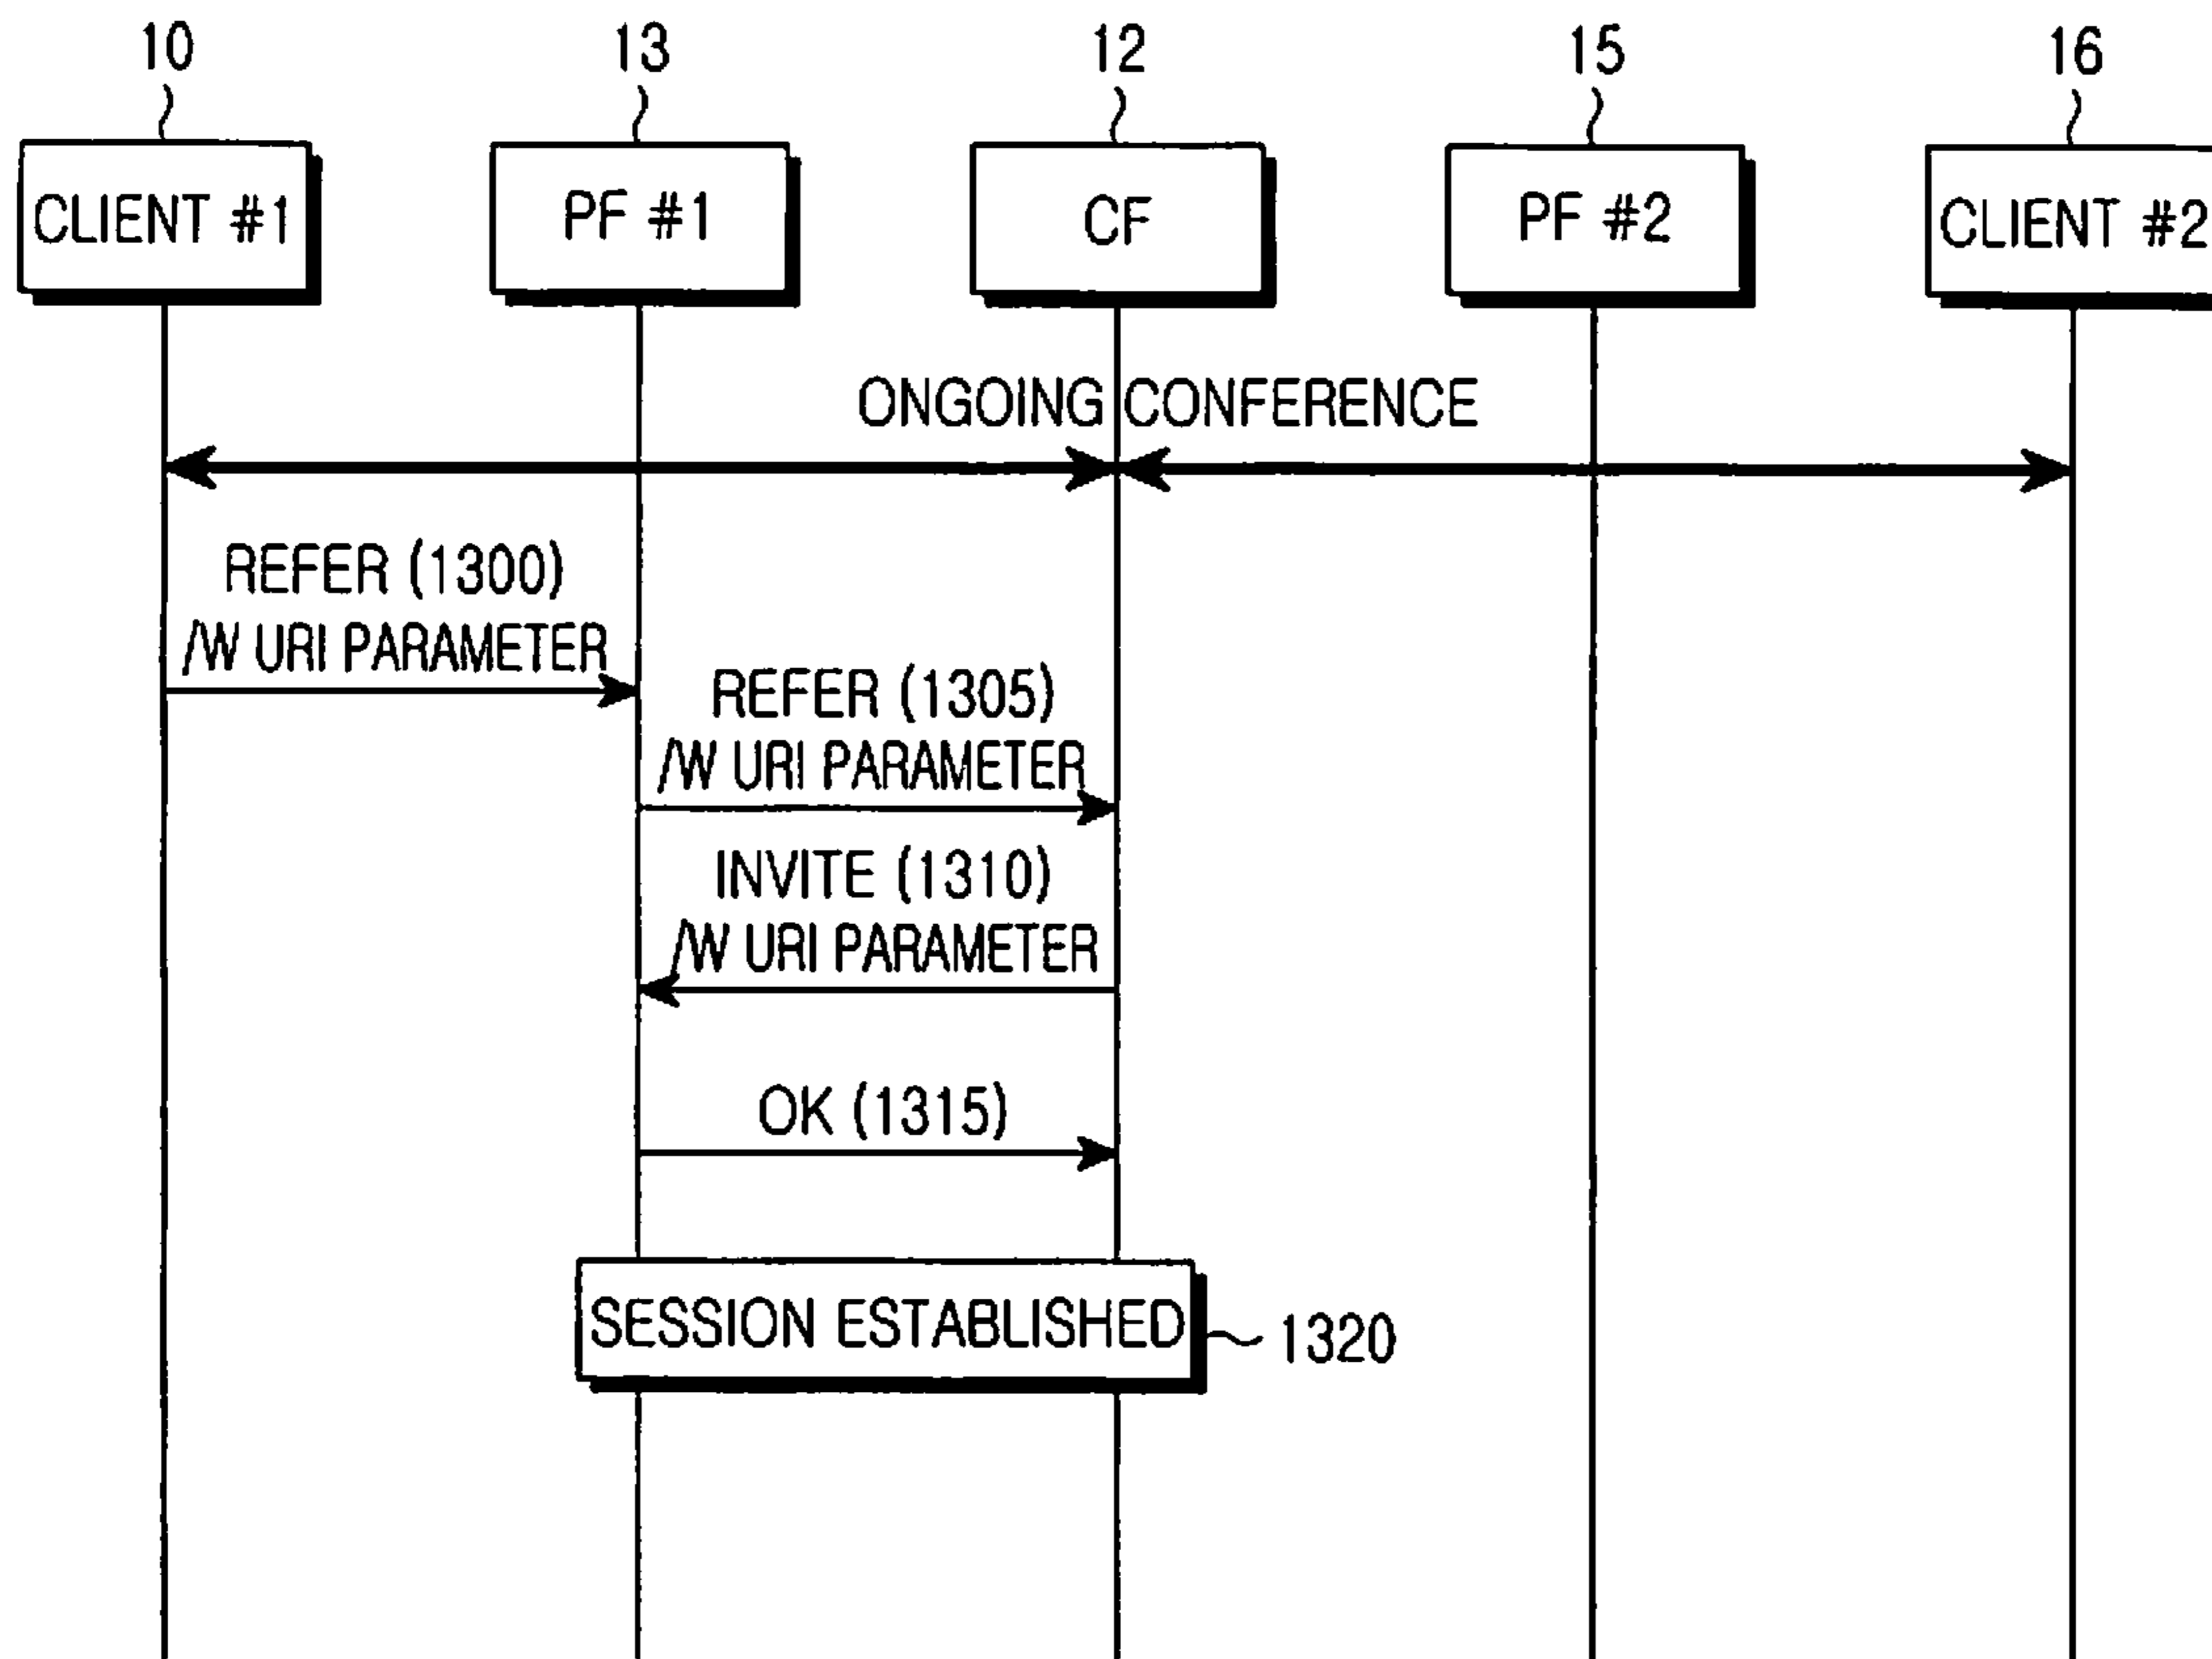 10
13
12
15
16
CLIENT #1
PF #1
CF
PF #2
CLIENT #2
ONGOING CONFERENCE
REFER (1300)
/W URI PARAMETER
REFER (1305)
/W URI PARAMETER
INVITE (1310)
/W URI PARAMETER
OK (1315)
SESSION ESTABLISHED
1320